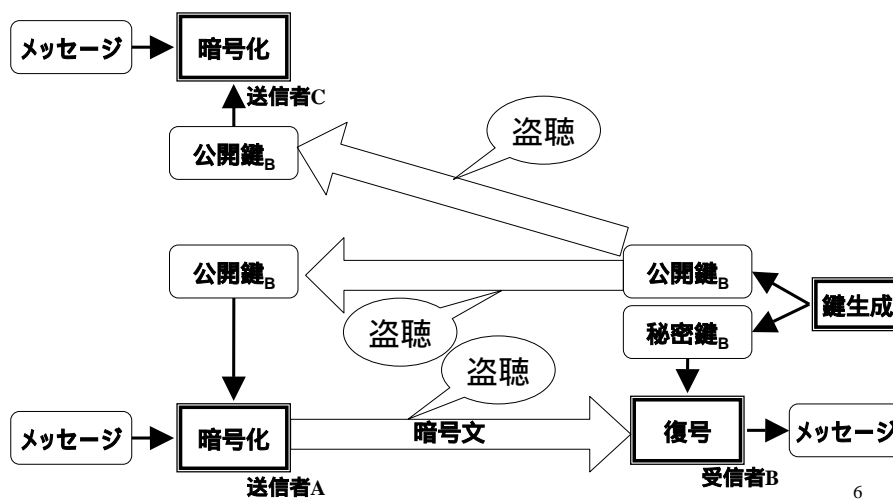 メッセージ
暗号化
送信者C
盗聴
公開鍵B
公開鍵B
公開鍵B
鍵生成
盗聴
秘密鍵B
盗聴
メッセージ
暗号化
暗号文
復号
メッセージ
送信者A
受信者B
6